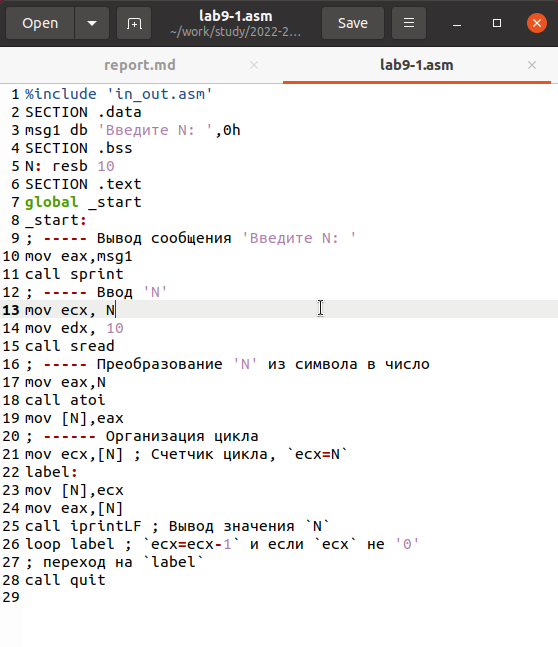 Open
lab9-1.asm
~/work/study/2022-2...
Save
report.md
lab9-1.asm
1 %include 'in_out.asm'
2 SECTION .data
3 msg1 db 'Введите N: ',0h
4 SECTION .bss
5 N: resb 10
6 SECTION .text
7 global _start
8 _start:
9 ; ----- Вывод сообщения 'Введите N: '
10 mov eax,msg1
11 call sprint
12 ; ----- Ввод 'N'
13 mov ecx, N
14 mov edx, 10
15 call sread
16 ; ----- Преобразование 'N' из символа в число
17 mov eax,N
18 call atoi
19 mov [N],eax
20 ; ------ Организация цикла
21 mov ecx,[N] ; Счетчик цикла, `ecx=N`
22 label:
23 mov [N],ecx
24 mov eax,[N]
25 call iprintLF ; Вывод значения `N`
26 loop label ; `ecx=ecx-1` и если `ecx` не '0'
27 ; переход на `label`
28 call quit
29